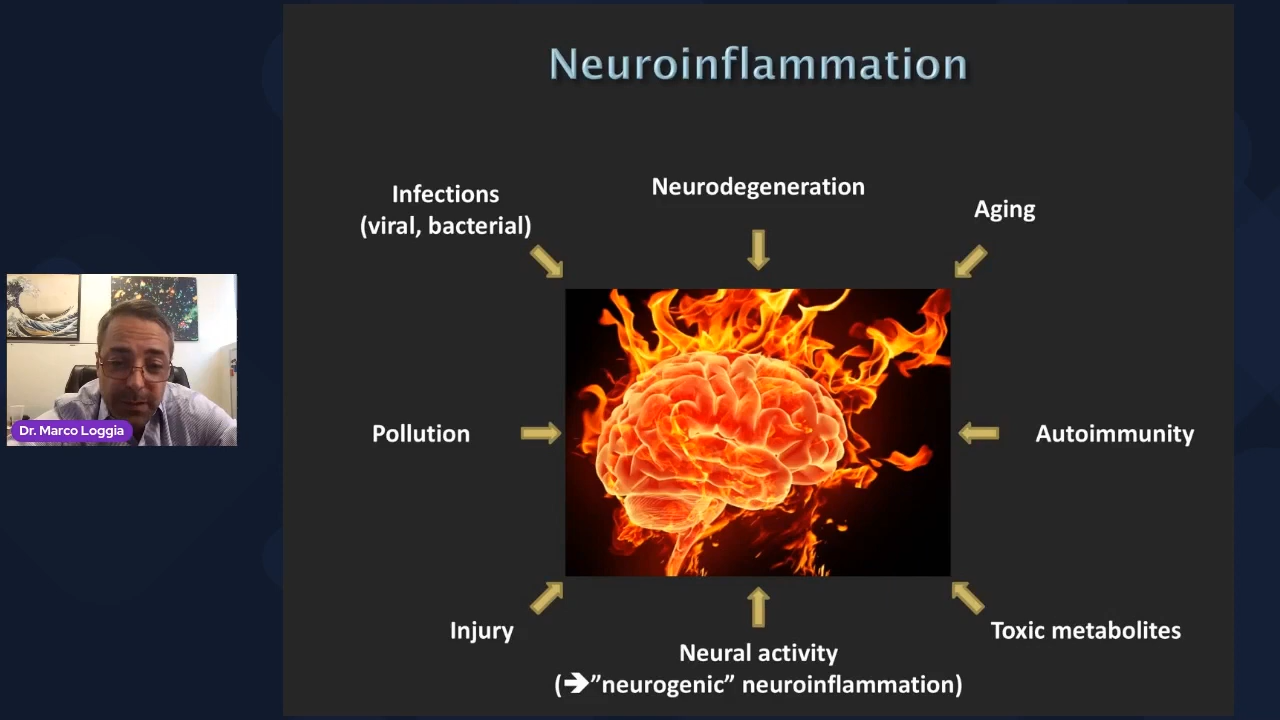 Neuroinflammation
Infections
(viral, bacterial)
Neurodegeneration
Aging
Pollution
Autoimmunity
Injury
Neural activity
(➔”neurogenic” neuroinflammation)
Toxic metabolites
Dr. Marco Loggia